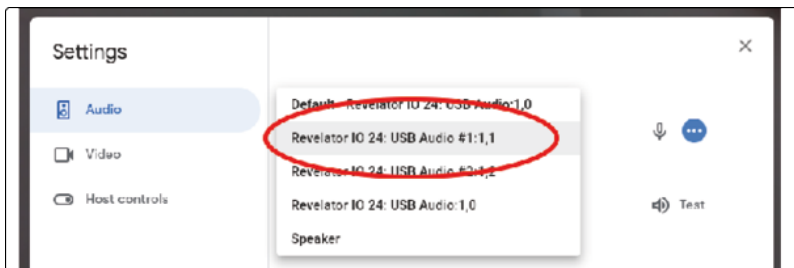 Settings
Audio
Default - Revelator IO 24: USB Audio:1,0
Revelator IO 24: USB Audio #1:1,1
Video
Revelator IO 24: USB Audio #2:1,2
Host controls
Revelator IO 24: USB Audio:1,0
Test
Speaker